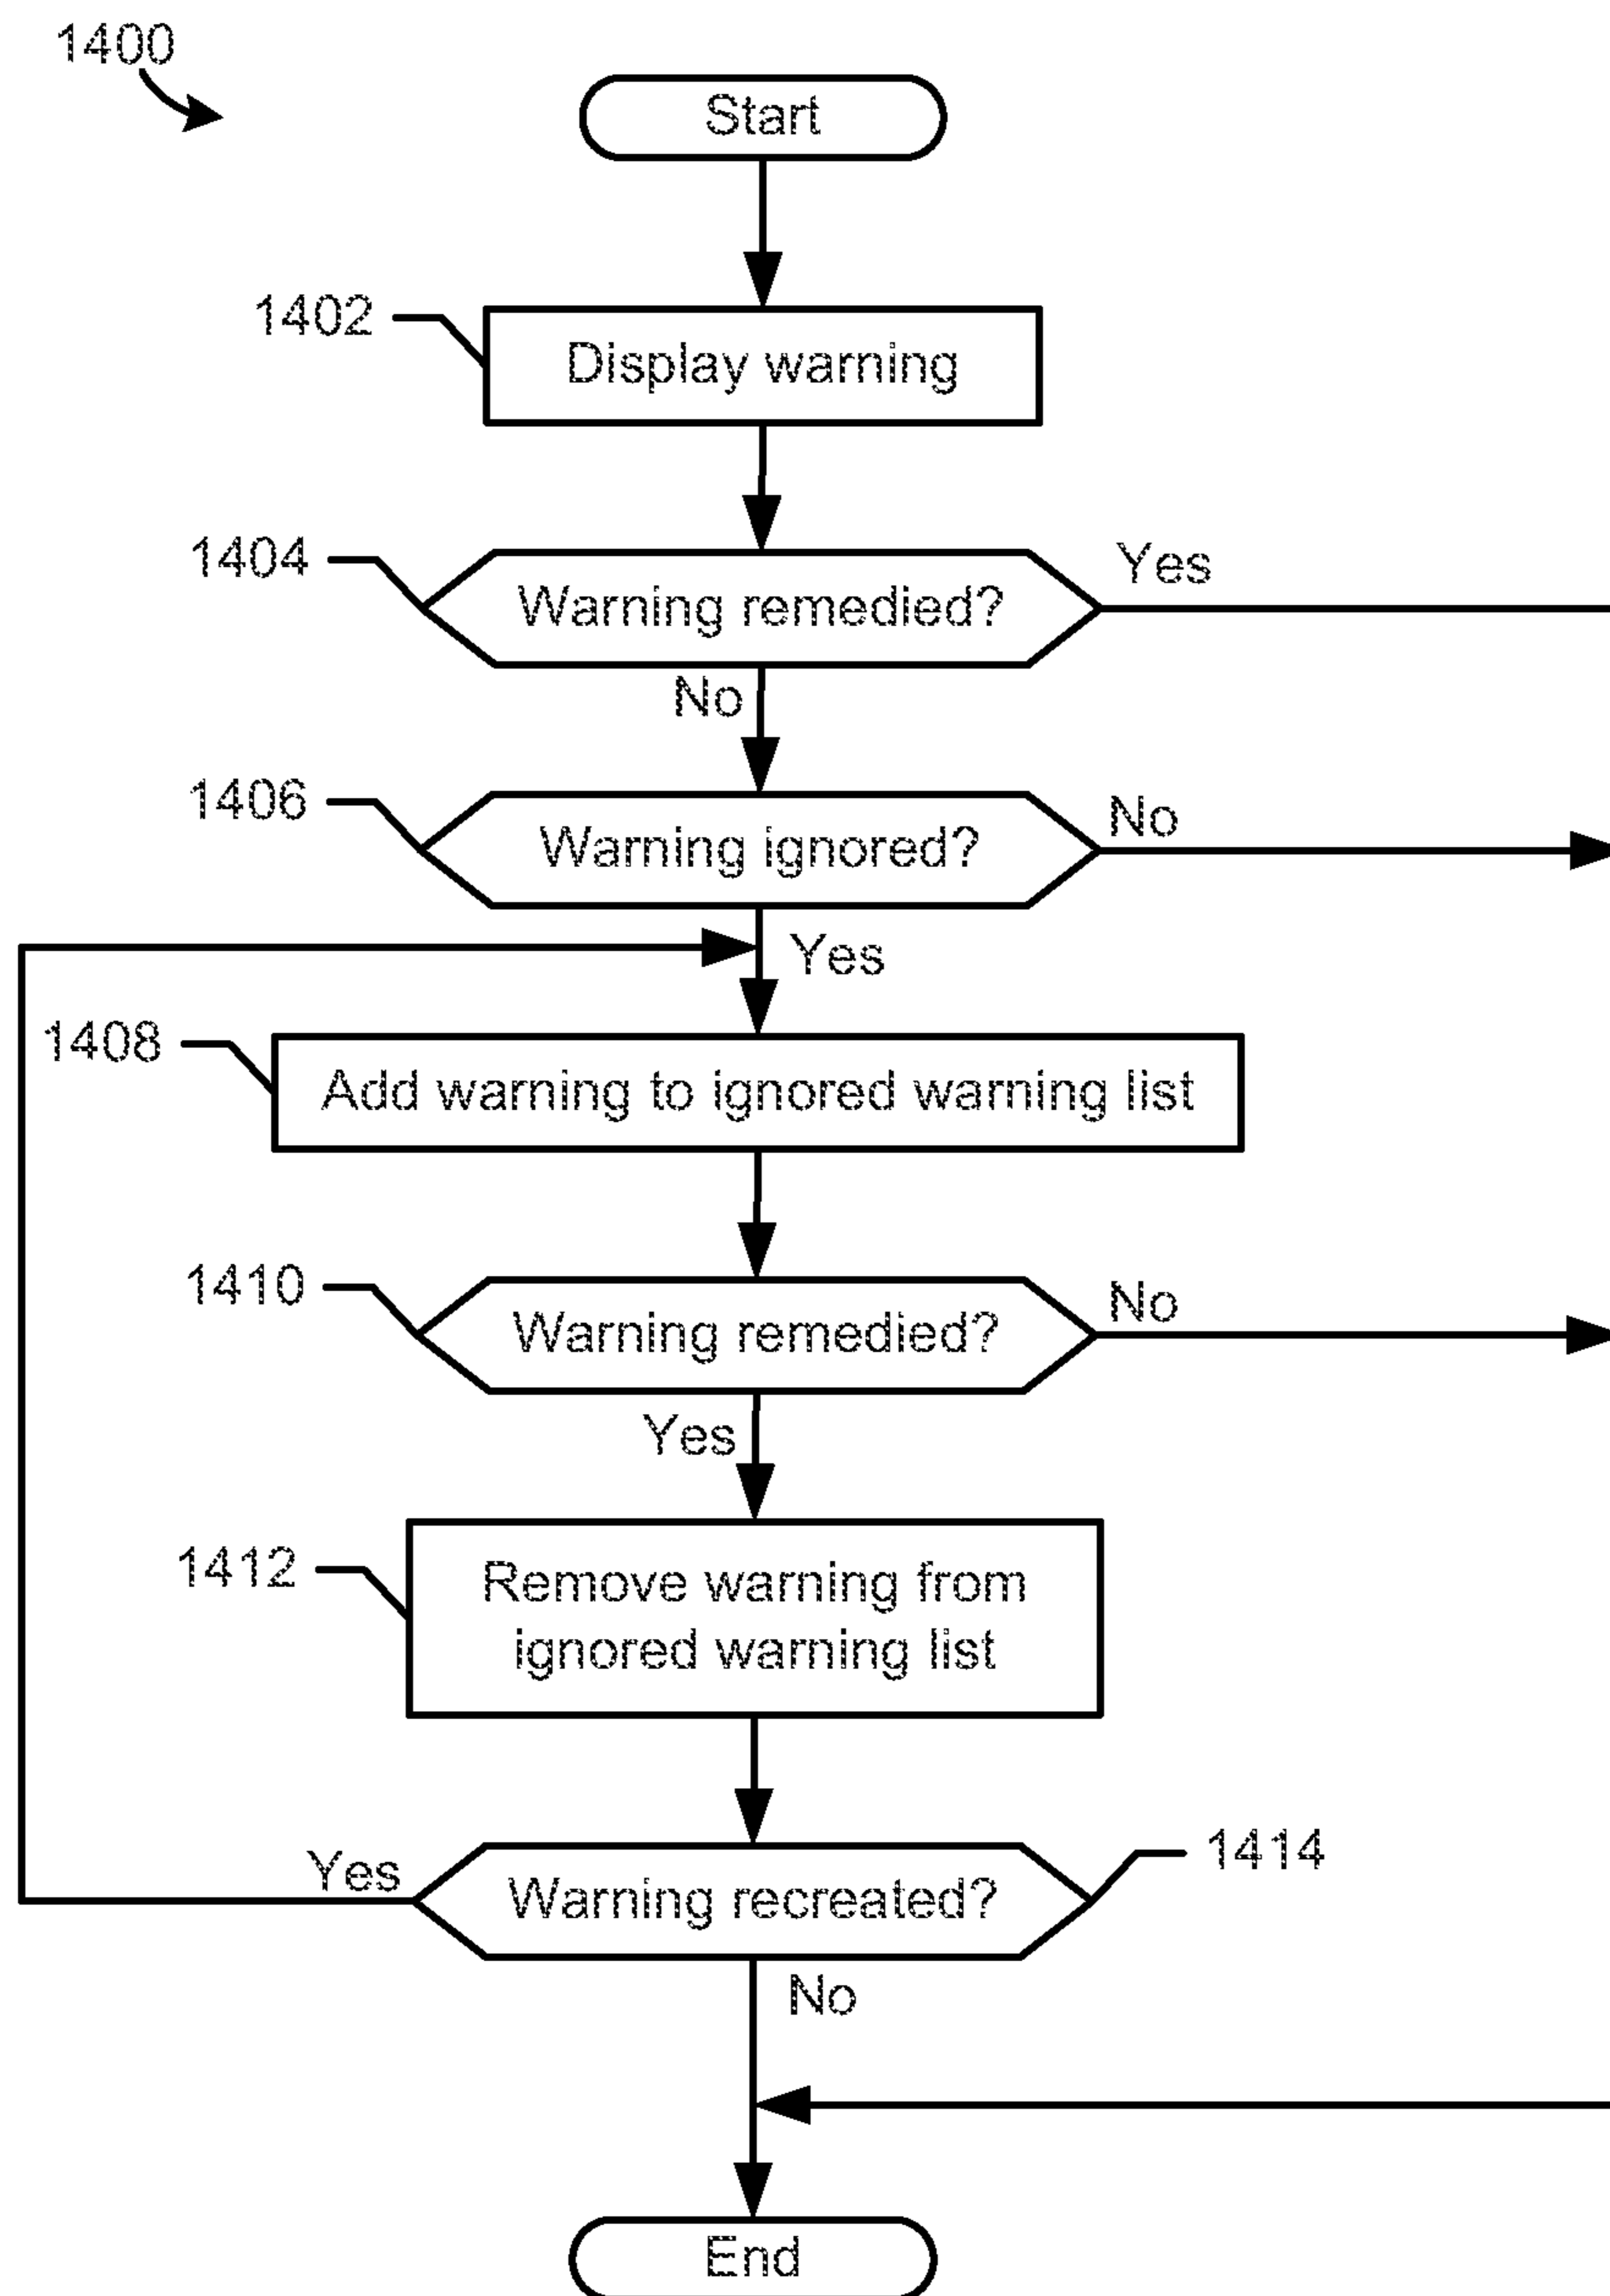 1400
Start
1402
Display warning
1404
Warning remedied?
Yes
No
1406
Warning ignored?
No
Yes
1408
Add warning to ignored warning list
1410
Warning remedied?
No
Yes
1412
Remove warning from
ignored warning list
1414
Yes
Warning recreated?
No
End